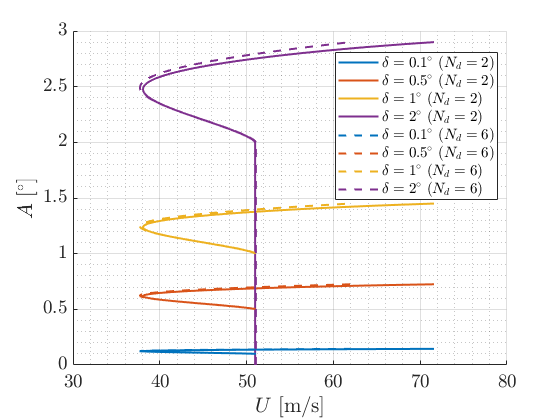 3
2.5
2
1.5
1
0.5
0
A [°]
30
40
50
60
70
80
U [m/s]
δ = 0.1° (N_d = 2)
δ = 0.5° (N_d = 2)
δ = 1° (N_d = 2)
δ = 2° (N_d = 2)
δ = 0.1° (N_d = 6)
δ = 0.5° (N_d = 6)
δ = 1° (N_d = 6)
δ = 2° (N_d = 6)